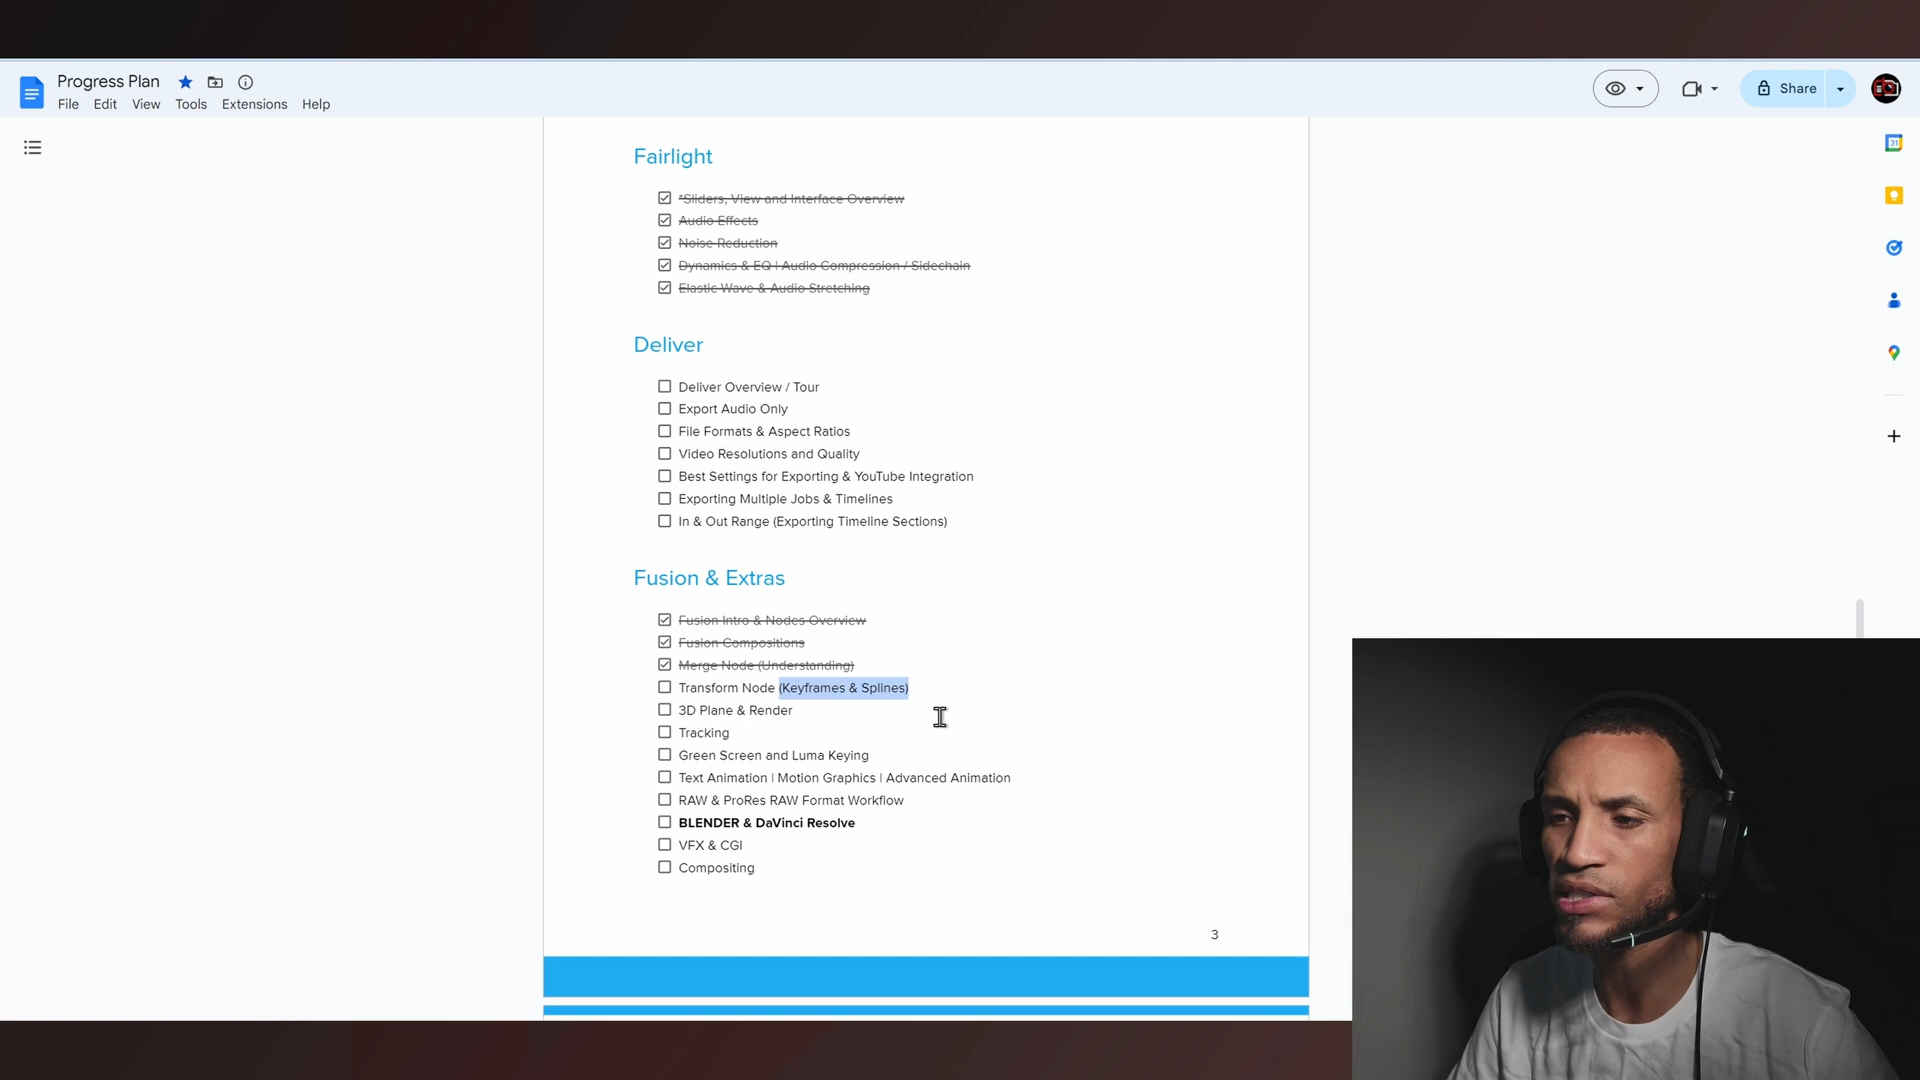 Progress Plan
File Edit View Tools Extensions Help
Share
31
Fairlight
*Sliders, View and Interface Overview
Audio Effects
Noise Reduction
Dynamics & EQ | Audio Compression / Sidechain
Elastic Wave & Audio Stretching
Deliver
Deliver Overview / Tour
Export Audio Only
File Formats & Aspect Ratios
Video Resolutions and Quality
Best Settings for Exporting & YouTube Integration
Exporting Multiple Jobs & Timelines
In & Out Range (Exporting Timeline Sections)
Fusion & Extras
Fusion Intro & Nodes Overview
Fusion Compositions
Merge Node (Understanding)
Transform Node (Keyframes & Splines)
3D Plane & Render
Tracking
Green Screen and Luma Keying
Text Animation | Motion Graphics | Advanced Animation
RAW & ProRes RAW Format Workflow
BLENDER & DaVinci Resolve
VFX & CGI
Compositing
3